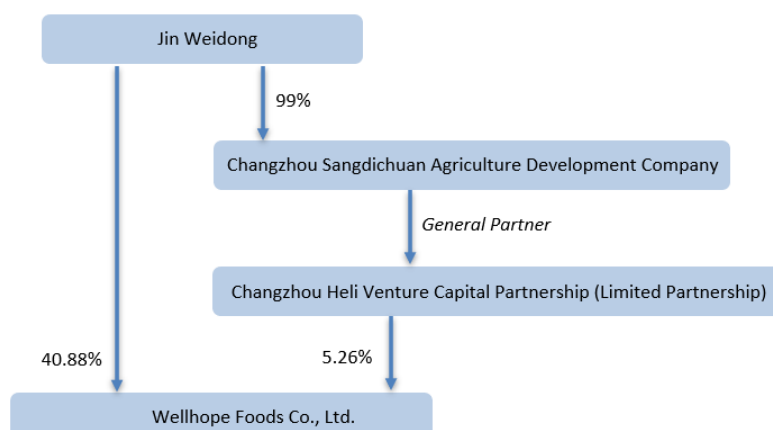 Jin Weidong
99%
Changzhou Sangdichuan Agriculture Development Company
General Partner
Changzhou Heli Venture Capital Partnership (Limited Partnership)
40.88%
5.26%
Wellhope Foods Co., Ltd.